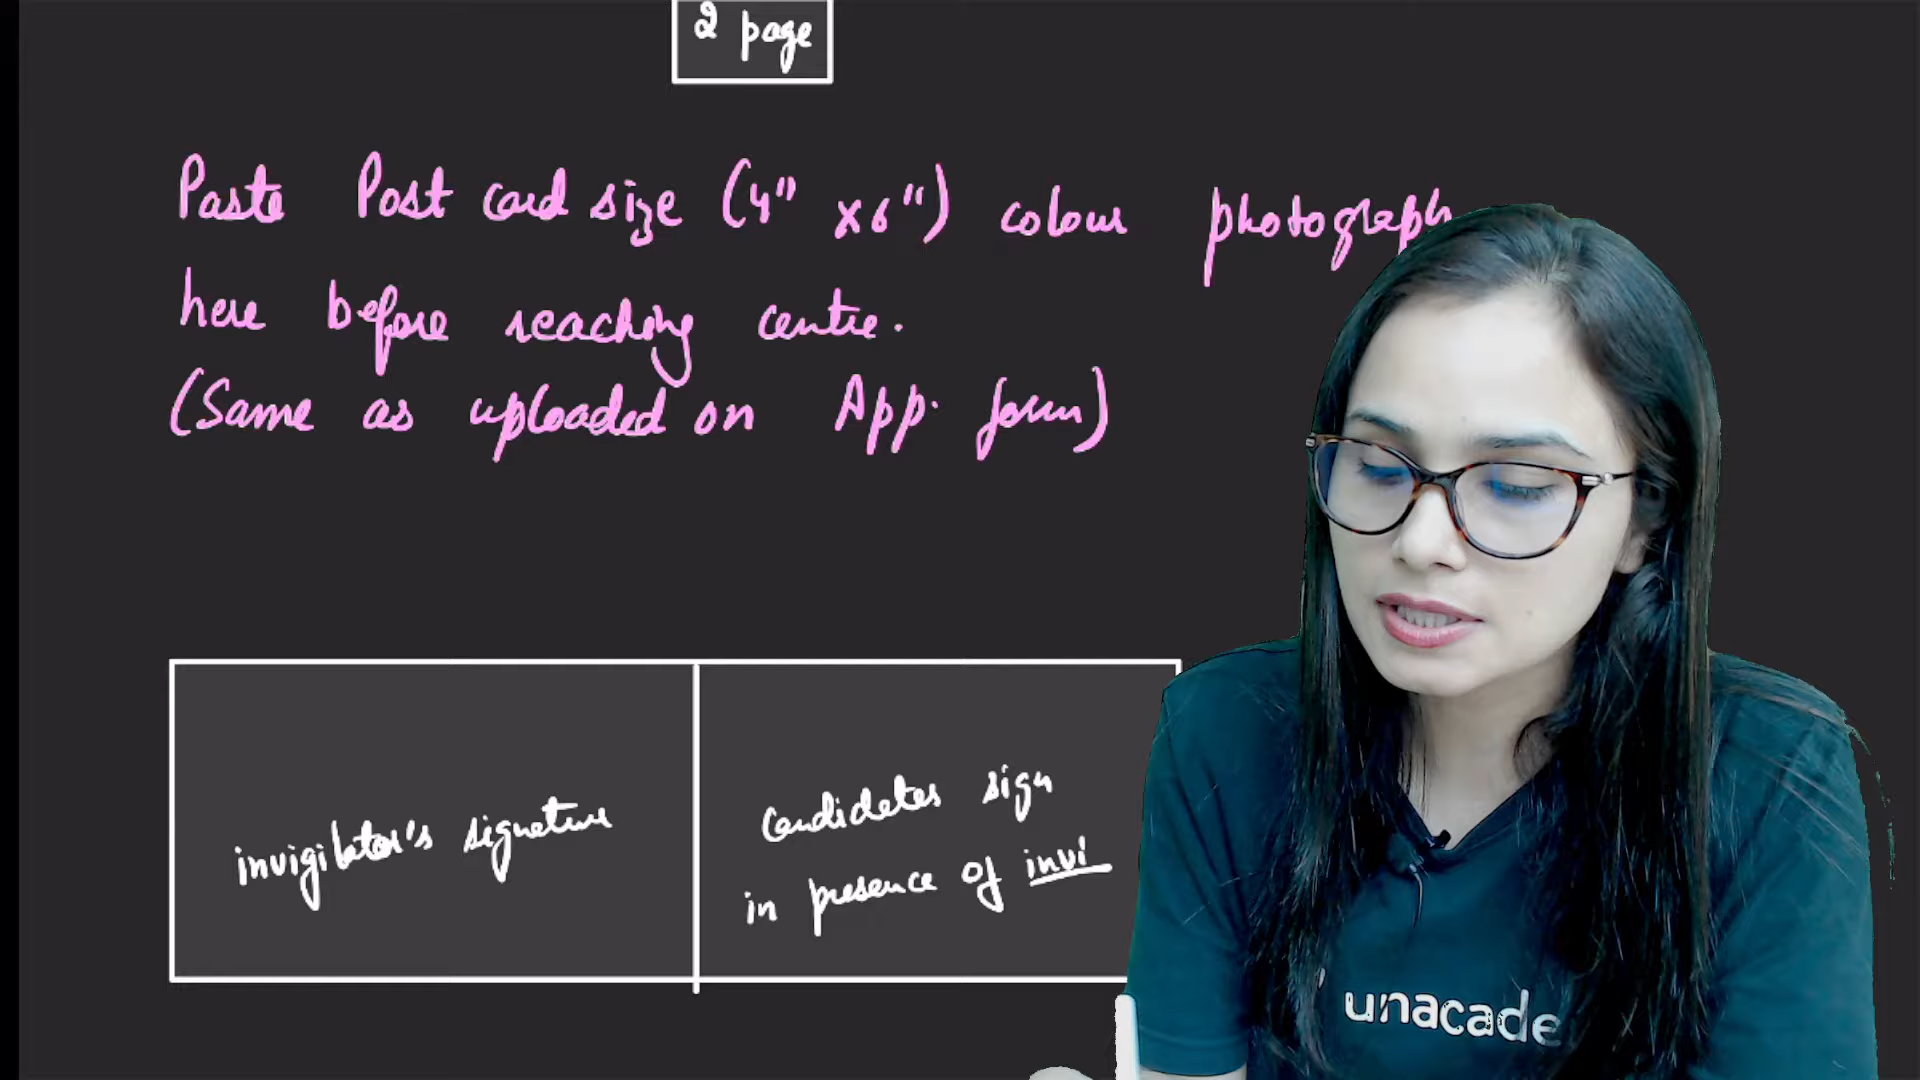 2 page
Paste Post card size (4" x6") colour photograph
here before reaching centre.
(Same as uploaded on App. form)
invigilator's signature
candidates sign
in presence of invi
unacade